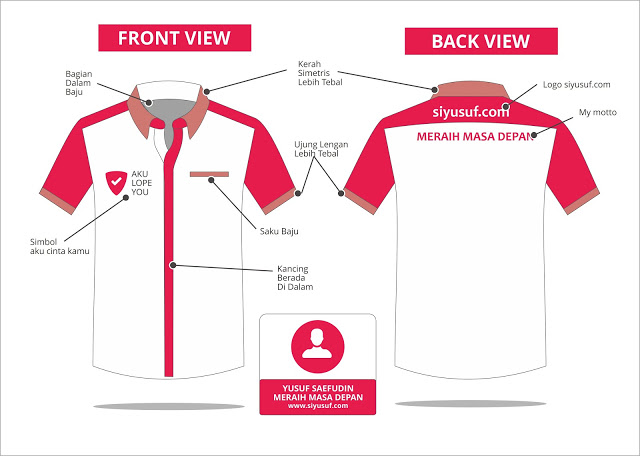 FRONT VIEW
BACK VIEW
Bagian
Dalam
Baju
Kerah
Simetris
Lebih Tebal
Logo siyusuf.com
My motto
siyusuf.com
MERAIH MASA DEPAN
Ujung Lengan
Lebih Tebal
AKU
LOPE
YOU
Saku Baju
Simbol
aku cinta kamu
Kancing
Berada
Di Dalam
YUSUF SAEFUDIN
MERAIH MASA DEPAN
www.siyusuf.com